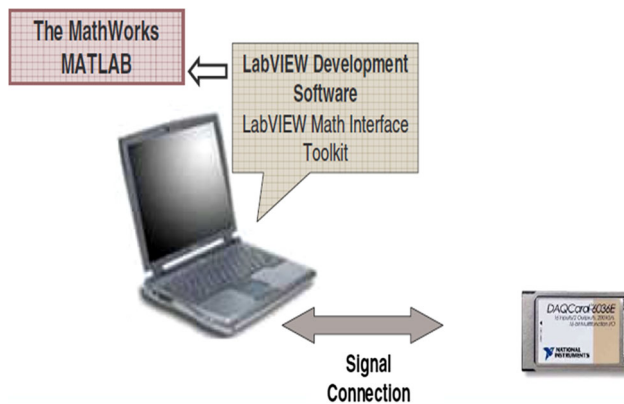 The MathWorks
MATLAB
LabVIEW Development
Software
LabVIEW Math Interface
Toolkit
Signal
Connection
DAQCard-6036E
NATIONAL
INSTRUMENTS